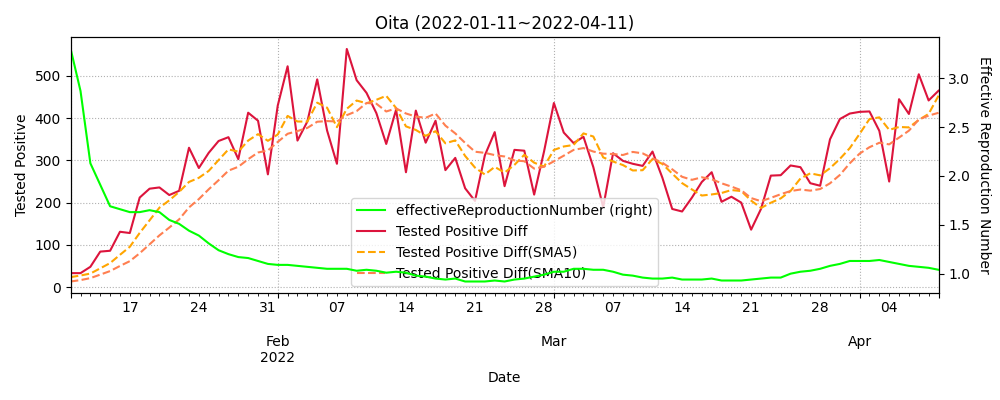 Oita (2022-01-11~2022-04-11)
Tested Positive
Effective Reproduction Number
500
400
300
200
100
0
3.0
2.5
2.0
1.5
1.0
effectiveReproductionNumber (right)
Tested Positive Diff
Tested Positive Diff(SMA5)
Tested Positive Diff(SMA10)
17 24 31 07 14 21 28 07 14 21 28 04
Feb Mar Apr
2022
Date